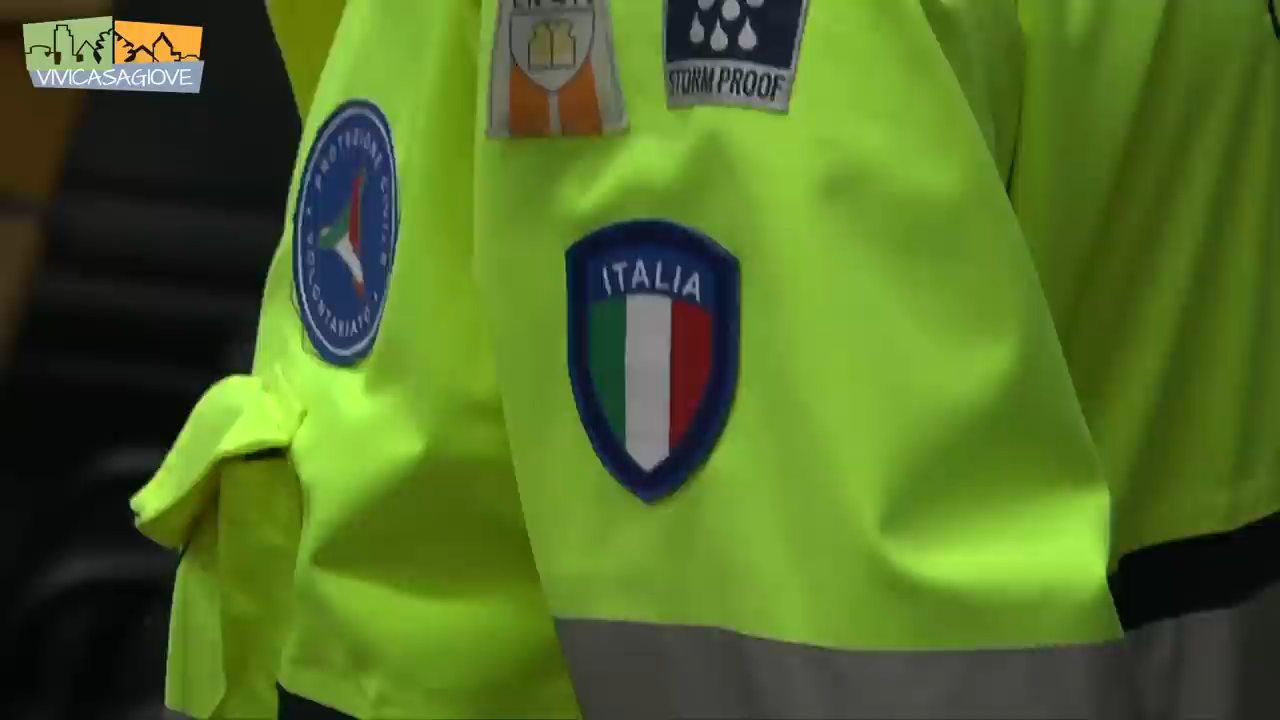 VIVICASAGIOVE
STORM PROOF
PROTEZIONE CIVILE
VOLONTARIATO
ITALIA